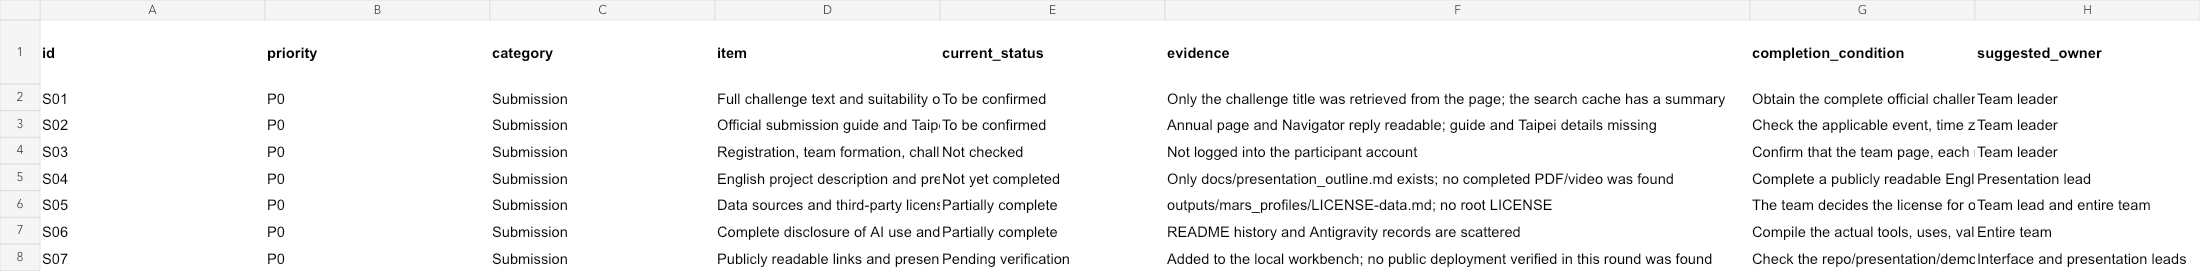 A B C D E F G H
1 id priority category item current_status evidence completion_condition suggested_owner
2 S01 P0 Submission Full challenge text and suitability o To be confirmed Only the challenge title was retrieved from the page; the search cache has a summary Obtain the complete official challer Team leader
3 S02 P0 Submission Official submission guide and Taip To be confirmed Annual page and Navigator reply readable; guide and Taipei details missing Check the applicable event, time z Team leader
4 S03 P0 Submission Registration, team formation, chall Not checked Not logged into the participant account Confirm that the team page, each Team leader
5 S04 P0 Submission English project description and pre Not yet completed Only docs/presentation_outline.md exists; no completed PDF/video was found Complete a publicly readable Engl Presentation lead
6 S05 P0 Submission Data sources and third-party licens Partially complete outputs/mars_profiles/LICENSE-data.md; no root LICENSE The team decides the license for o Team lead and entire team
7 S06 P0 Submission Complete disclosure of AI use and Partially complete README history and Antigravity records are scattered Compile the actual tools, uses, val Entire team
8 S07 P0 Submission Publicly readable links and presen Pending verification Added to the local workbench; no public deployment verified in this round was found Check the repo/presentation/demo Interface and presentation leads